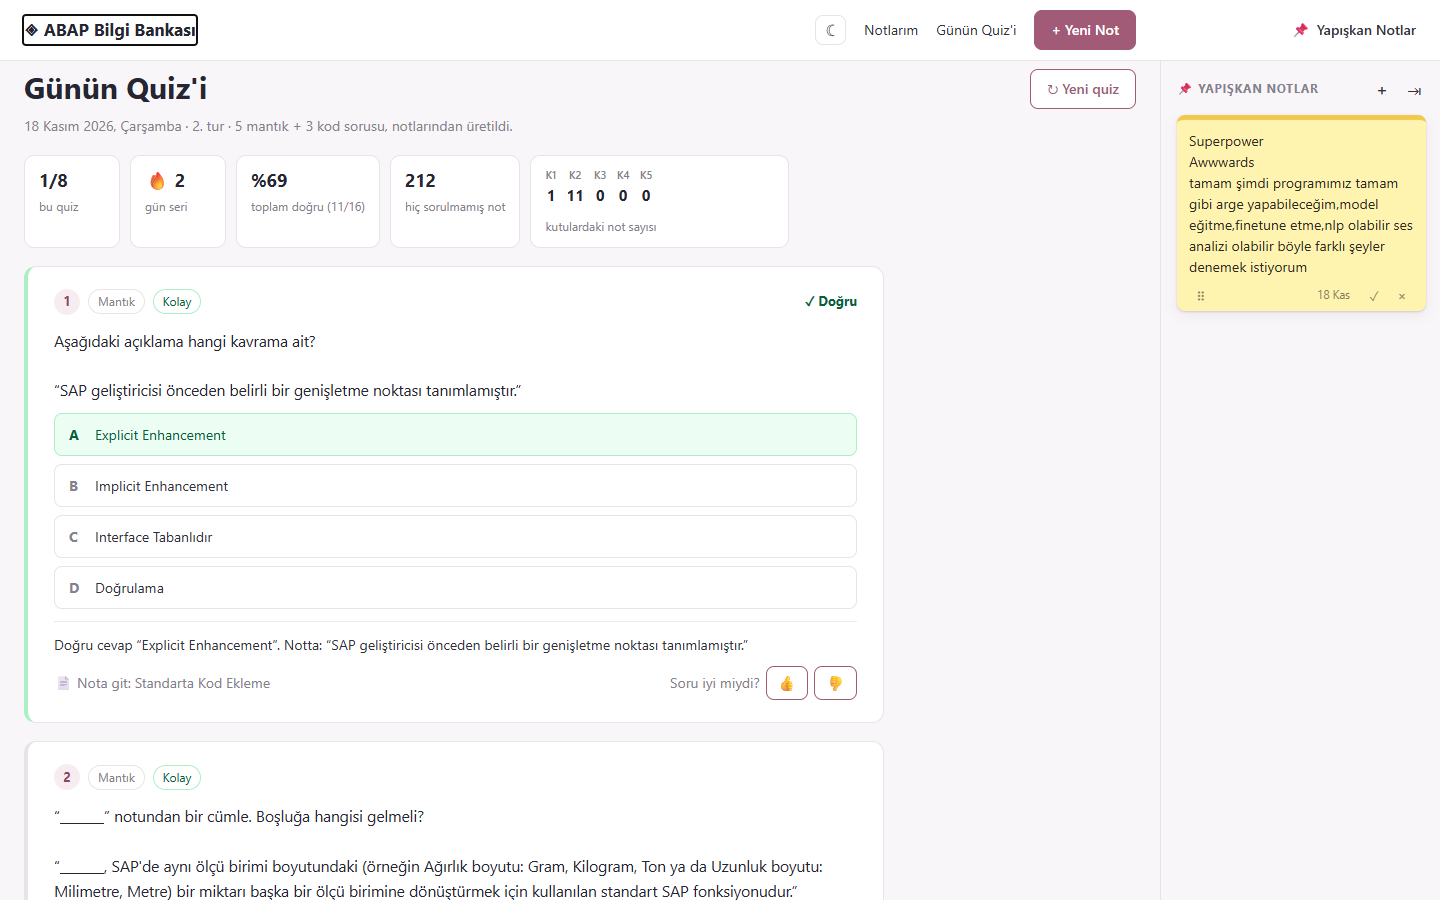 ◈ ABAP Bilgi Bankası
☾
Notlarım
Günün Quiz'i
+ Yeni Not
📌 Yapışkan Notlar
Günün Quiz'i
↻ Yeni quiz
18 Kasım 2026, Çarşamba · 2. tur · 5 mantık + 3 kod sorusu, notlarından üretildi.
1/8
bu quiz
🔥 2
gün seri
%69
toplam doğru (11/16)
212
hiç sorulmamış not
K1 K2 K3 K4 K5
1 11 0 0 0
kutulardaki not sayısı
1 Mantık Kolay
✓ Doğru
Aşağıdaki açıklama hangi kavrama ait?
“SAP geliştiricisi önceden belirli bir genişletme noktası tanımlamıştır.”
A Explicit Enhancement
B Implicit Enhancement
C Interface Tabanlıdır
D Doğrulama
Doğru cevap “Explicit Enhancement”. Notta: “SAP geliştiricisi önceden belirli bir genişletme noktası tanımlamıştır.”
📄 Nota git: Standarta Kod Ekleme
Soru iyi miydi? 👍 👎
2 Mantık Kolay
“______” notundan bir cümle. Boşluğa hangisi gelmeli?
“______, SAP'de aynı ölçü birimi boyutundaki (örneğin Ağırlık boyutu: Gram, Kilogram, Ton ya da Uzunluk boyutu:
Milimetre, Metre) bir miktarı başka bir ölçü birimine dönüştürmek için kullanılan standart SAP fonksiyonudur.”
📌 YAPIŞKAN NOTLAR + ⇥
Superpower
Awwwards
tamam şimdi programımız tamam
gibi arge yapabileceğim,model
eğitme,finetune etme,nlp olabilir ses
analizi olabilir böyle farklı şeyler
denemek istiyorum
⠿ 18 Kas ✓ ×